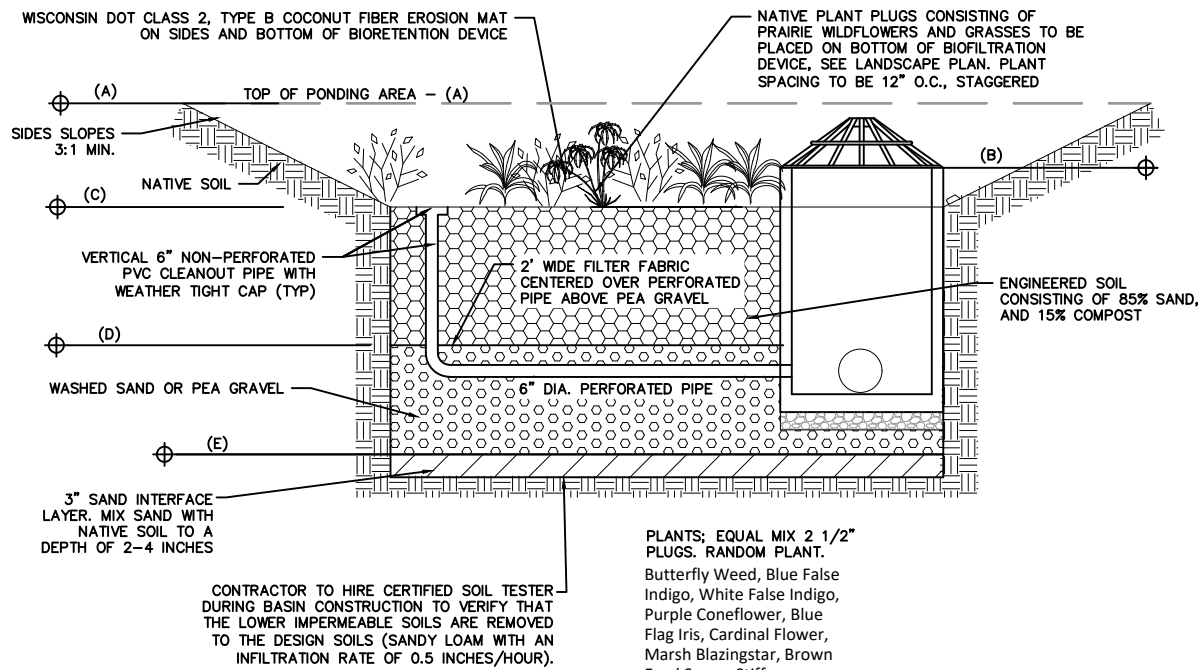 WISCONSIN DOT CLASS 2, TYPE B COCONUT FIBER EROSION MAT
ON SIDES AND BOTTOM OF BIORETENTION DEVICE
NATIVE PLANT PLUGS CONSISTING OF
PRAIRIE WILDFLOWERS AND GRASSES TO BE
PLACED ON BOTTOM OF BIOFILTRATION
DEVICE, SEE LANDSCAPE PLAN. PLANT
SPACING TO BE 12" O.C., STAGGERED
(A)
TOP OF PONDING AREA - (A)
SIDES SLOPES
3:1 MIN.
(B)
NATIVE SOIL
(C)
VERTICAL 6" NON-PERFORATED
PVC CLEANOUT PIPE WITH
WEATHER TIGHT CAP (TYP)
2' WIDE FILTER FABRIC
CENTERED OVER PERFORATED
PIPE ABOVE PEA GRAVEL
ENGINEERED SOIL
CONSISTING OF 85% SAND,
AND 15% COMPOST
(D)
WASHED SAND OR PEA GRAVEL
6" DIA. PERFORATED PIPE
(E)
3" SAND INTERFACE
LAYER. MIX SAND WITH
NATIVE SOIL TO A
DEPTH OF 2-4 INCHES
CONTRACTOR TO HIRE CERTIFIED SOIL TESTER
DURING BASIN CONSTRUCTION TO VERIFY THAT
THE LOWER IMPERMEABLE SOILS ARE REMOVED
TO THE DESIGN SOILS (SANDY LOAM WITH AN
INFILTRATION RATE OF 0.5 INCHES/HOUR).
PLANTS; EQUAL MIX 2 1/2"
PLUGS. RANDOM PLANT.
Butterfly Weed, Blue False
Indigo, White False Indigo,
Purple Coneflower, Blue
Flag Iris, Cardinal Flower,
Marsh Blazingstar, Brown